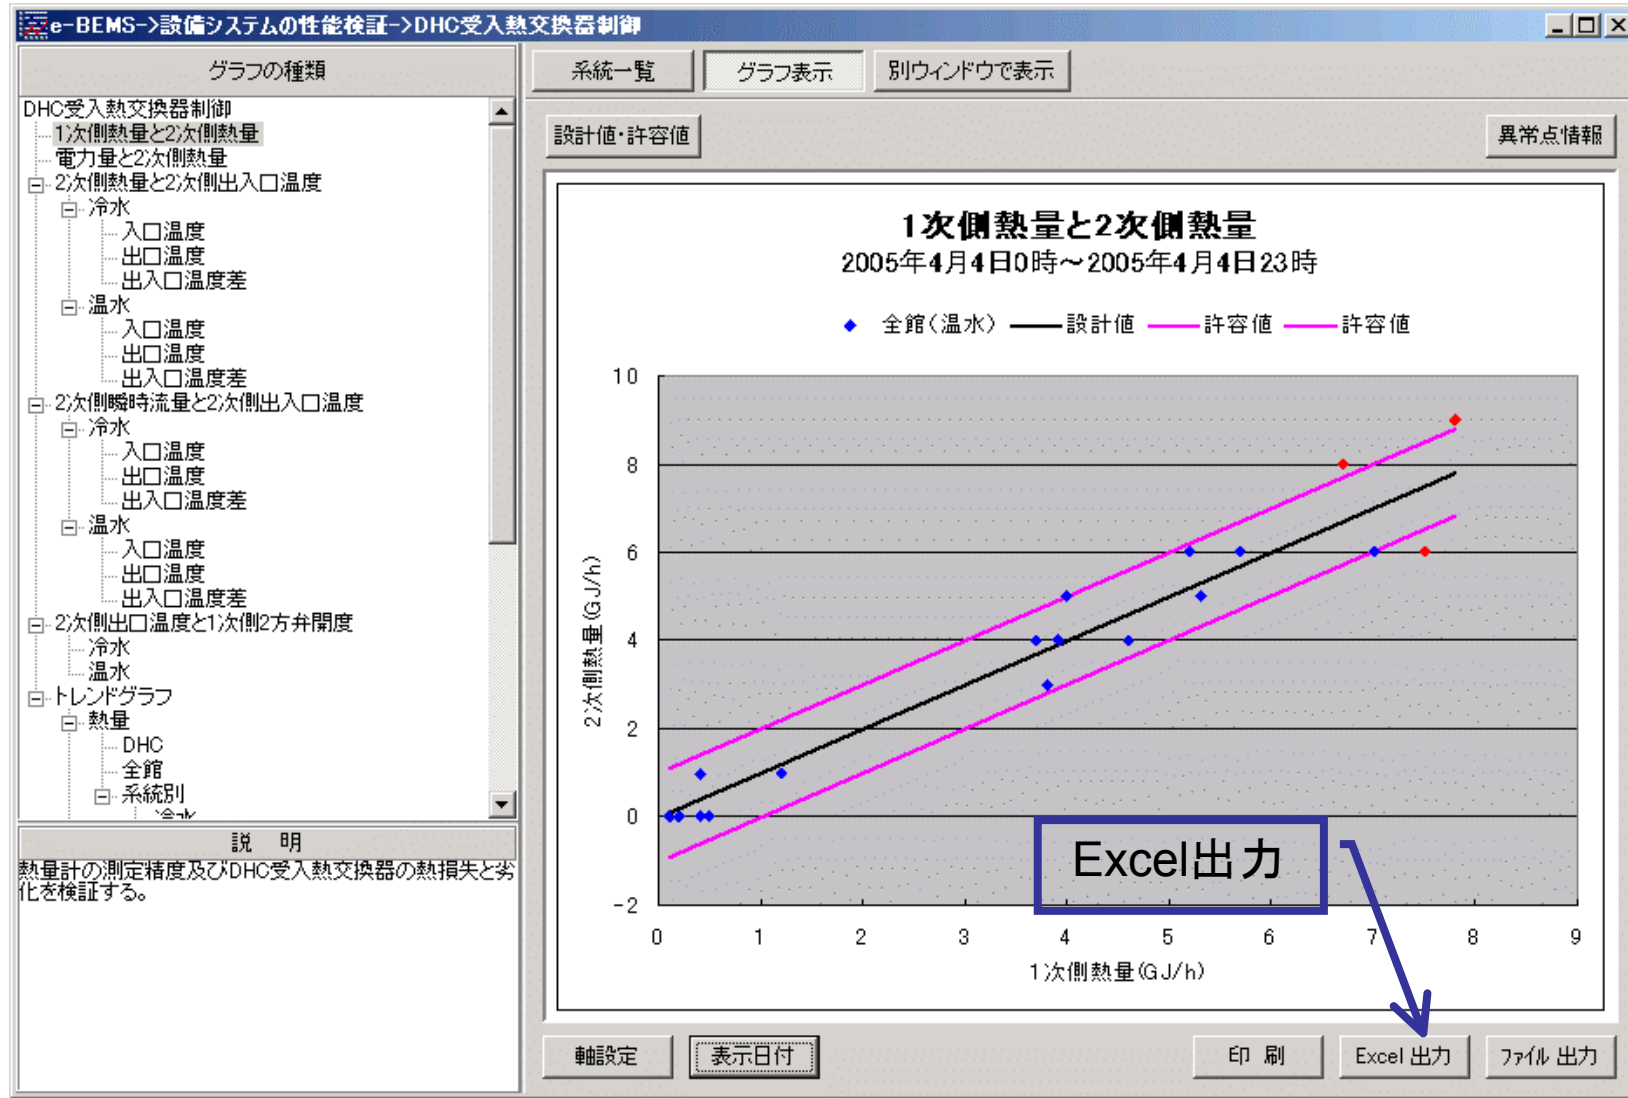 e-BEMS->設備システムの性能検証->DHC受入熱交換器制御
グラフの種類
DHC受入熱交換器制御
1次側熱量と2次側熱量
電力量と2次側熱量
2次側熱量と2次側出入口温度
冷水
入口温度
出口温度
出入口温度差
温水
入口温度
出口温度
出入口温度差
2次側瞬時流量と2次側出入口温度
冷水
入口温度
出口温度
出入口温度差
温水
入口温度
出口温度
出入口温度差
2次側出口温度と1次側2方弁開度
冷水
温水
トレンドグラフ
熱量
DHC
全館
系統別
冷水
説 明
熱量計の測定精度及びDHC受入熱交換器の熱損失と劣
化を検証する。
系統一覧 グラフ表示 別ウィンドウで表示
設計値・許容値 異常点情報
1次側熱量と2次側熱量
2005年4月4日0時～2005年4月4日23時
全館(温水) 設計値 許容値 許容値
10
8
6
4
2
0
-2
2次側熱量(GJ/h)
0 1 2 3 4 5 6 7 8 9
1次側熱量(GJ/h)
Excel出力
軸設定 表示日付 印 刷 Excel 出力 ファイル 出力